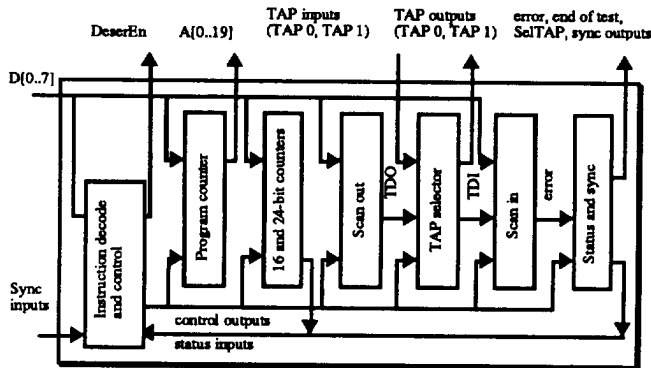 DeserEn
A[0..19]
TAP inputs
(TAP 0, TAP 1)
TAP outputs
(TAP 0, TAP 1)
error, end of test,
SelTAP, sync outputs
D[0..7]
Instruction decode
and control
Program counter
16 and 24-bit counters
Scan out
TDO
TAP selector
TDI
Scan in
error
Status and sync
Sync
inputs
control outputs
status inputs